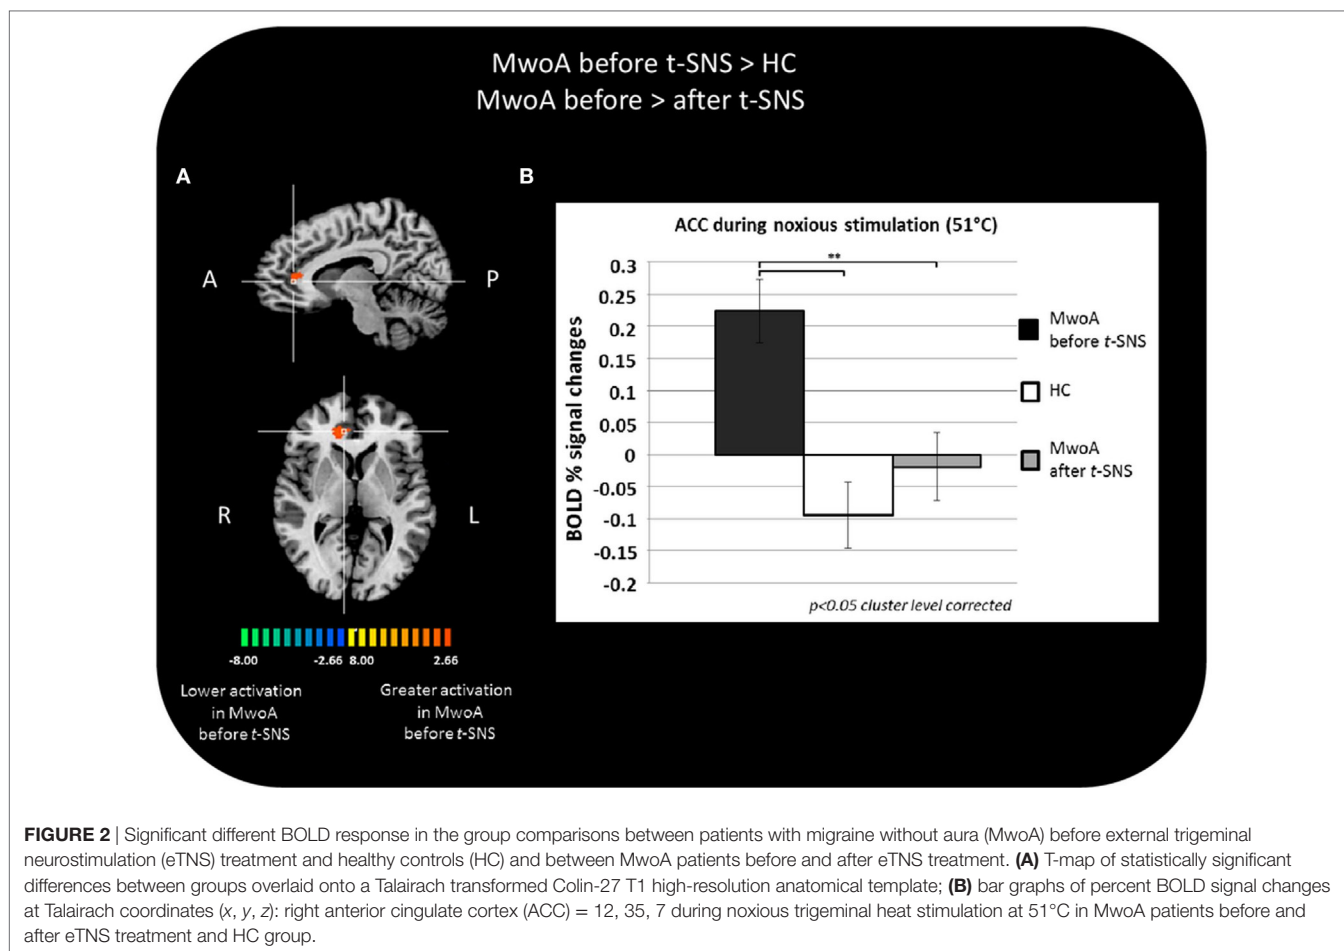 MwoA before t-SNS > HC
MwoA before > after t-SNS
A
A
P
R
L
-8.00
-2.66
8.00
2.66
Lower activation
in MwoA
before t-SNS
Greater activation
in MwoA
before t-SNS
B
ACC during noxious stimulation (51°C)
**
BOLD % signal changes
0.3
0.25
0.2
0.15
0.1
0.05
0
-0.05
-0.1
-0.15
-0.2
MwoA
before t-SNS
HC
MwoA
after t-SNS
p<0.05 cluster level corrected
FIGURE 2 | Significant different BOLD response in the group comparisons between patients with migraine without aura (MwoA) before external trigeminal
neurostimulation (eTNS) treatment and healthy controls (HC) and between MwoA patients before and after eTNS treatment. (A) T-map of statistically significant
differences between groups overlaid onto a Talairach transformed Colin-27 T1 high-resolution anatomical template; (B) bar graphs of percent BOLD signal changes
at Talairach coordinates (x, y, z): right anterior cingulate cortex (ACC) = 12, 35, 7 during noxious trigeminal heat stimulation at 51°C in MwoA patients before and
after eTNS treatment and HC group.